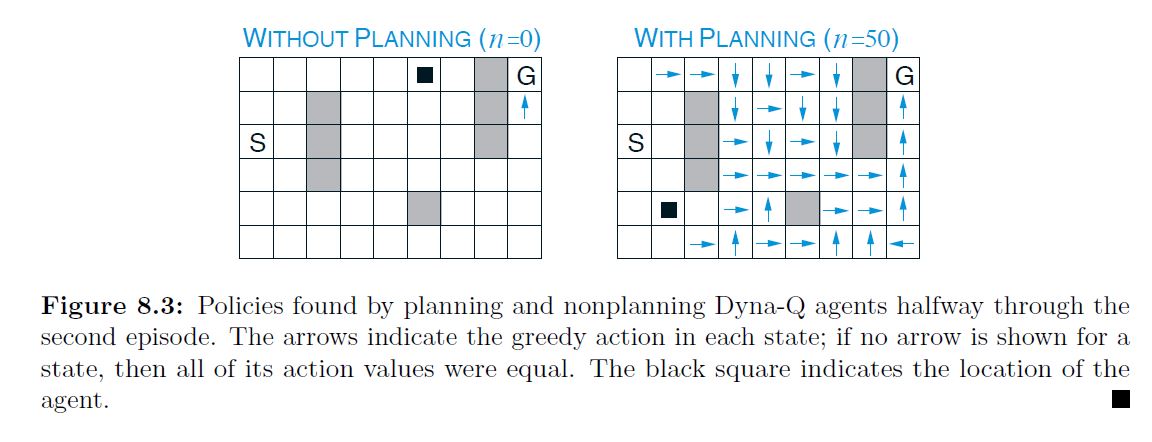 WITHOUT PLANNING (n=0) WITH PLANNING (n=50)
G G
S S
Figure 8.3: Policies found by planning and nonplanning Dyna-Q agents halfway through the
second episode. The arrows indicate the greedy action in each state; if no arrow is shown for a
state, then all of its action values were equal. The black square indicates the location of the
agent.